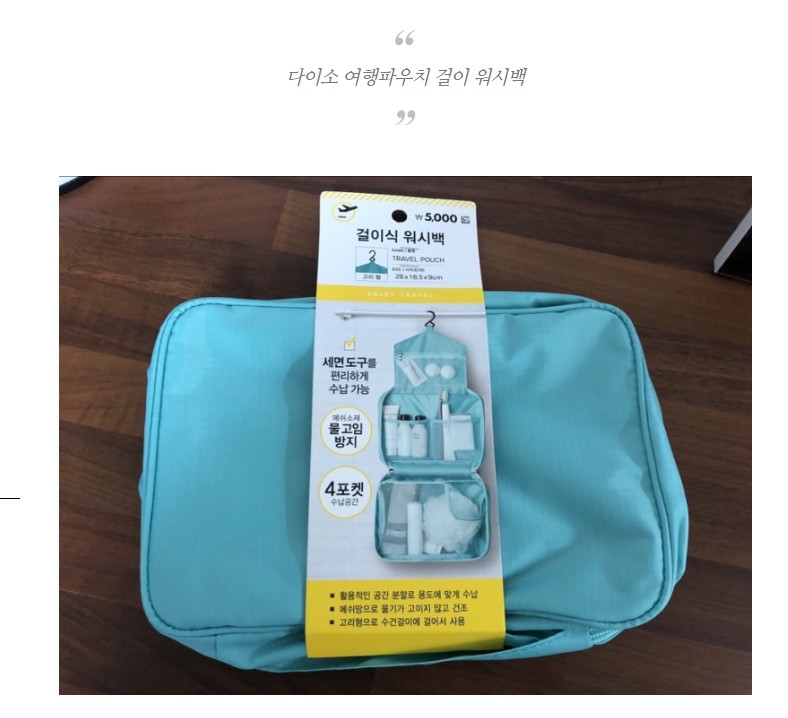 “
다이소 여행파우치 걸이 워시백
”
₩5,000
걸이식 워시백
TRAVEL POUCH
26 x 18.5 x 9cm
고리 형
ENJOY TRAVEL
세면도구를
편리하게
수납 가능
메쉬소재
물고임
방지
4포켓
수납공간
■ 활용적인 공간 분할로 용도에 맞게 수납
■ 메쉬망으로 물기가 고이지 않고 건조
■ 고리형으로 수건걸이에 걸어서 사용